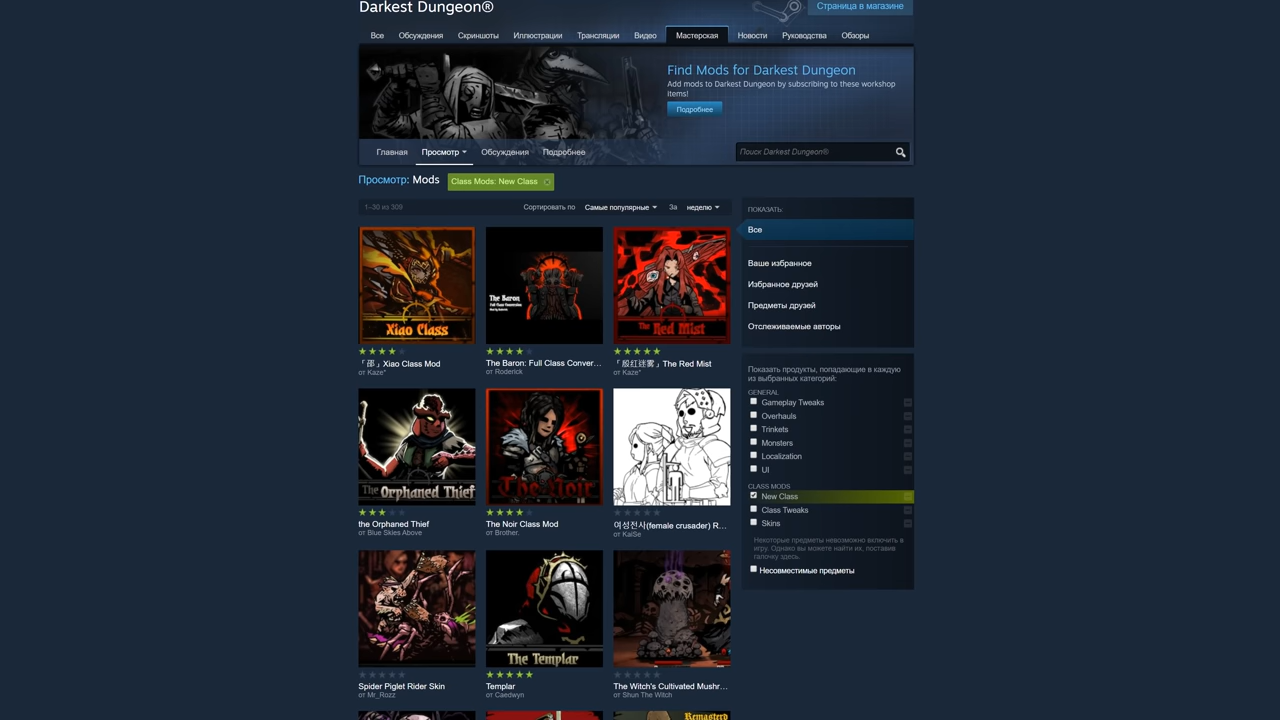 Darkest Dungeon®
Страница в магазине
Все Обсуждения Скриншоты Иллюстрации Трансляции Видео Мастерская Новости Руководства Обзоры
Find Mods for Darkest Dungeon
Add mods to Darkest Dungeon by subscribing to these workshop
items!
Подробнее
Главная Просмотр Обсуждения Подробнее
Поиск Darkest Dungeon®
Просмотр: Mods
Class Mods: New Class
1–30 из 309
Сортировать по Самые популярные За неделю
Xiao Class
The Baron
Full Class Conversion
The Red Mist
「邵」Xiao Class Mod
от Kaze*
The Baron: Full Class Conver...
от Roderick
「殷红迷雾」The Red Mist
от Kaze*
The Orphaned Thief
The Noir
the Orphaned Thief
от Blue Skies Above
The Noir Class Mod
от Brother.
여성전사(female crusader) R...
от KaiSe
The Templar
Spider Piglet Rider Skin
от Mr_Rozz
Templar
от Caedwyn
The Witch's Cultivated Mushr...
от Shun The Witch
Remasterd
ПОКАЗАТЬ:
Все
Ваше избранное
Избранное друзей
Предметы друзей
Отслеживаемые авторы
Показать продукты, попадающие в каждую
из выбранных категорий:
GENERAL
Gameplay Tweaks
Overhauls
Trinkets
Monsters
Localization
UI
CLASS MODS
New Class
Class Tweaks
Skins
Некоторые предметы невозможно включить в
игру. Однако вы можете найти их, поставив
галочку здесь.
Несовместимые предметы